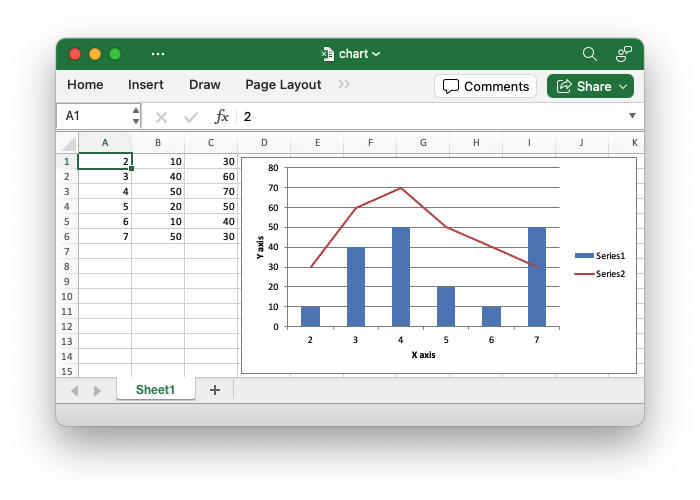 chart
Home Insert Draw Page Layout Comments Share
A1 fx 2
A B C D E F G H I J K
1 2 10 30
2 3 40 60
3 4 50 70
4 5 20 50
5 6 10 40
6 7 50 30
7
8
9
10
11
12
13
14
15
80
70
60
50
40
30
20
10
0
Y axis
2 3 4 5 6 7
X axis
Series1
Series2
Sheet1 +